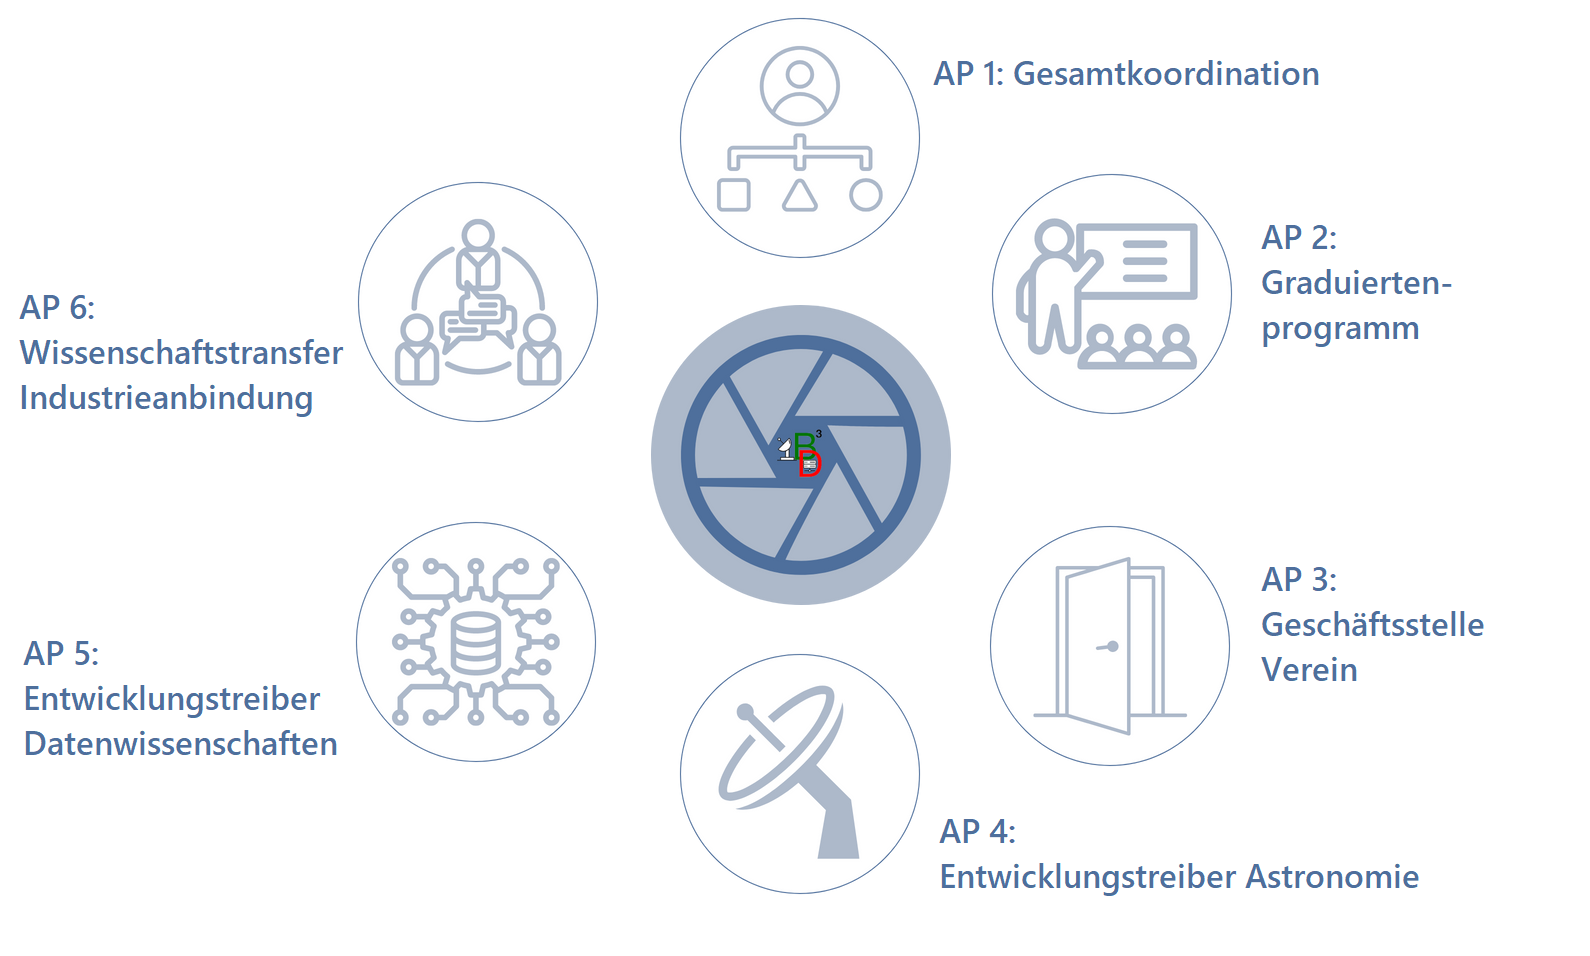 AP 1: Gesamtkoordination
AP 2:
Graduierten-
programm
AP 3:
Geschäftsstelle
Verein
AP 4:
Entwicklungstreiber Astronomie
AP 5:
Entwicklungstreiber
Datenwissenschaften
AP 6:
Wissenschaftstransfer
Industrieanbindung
B³
D